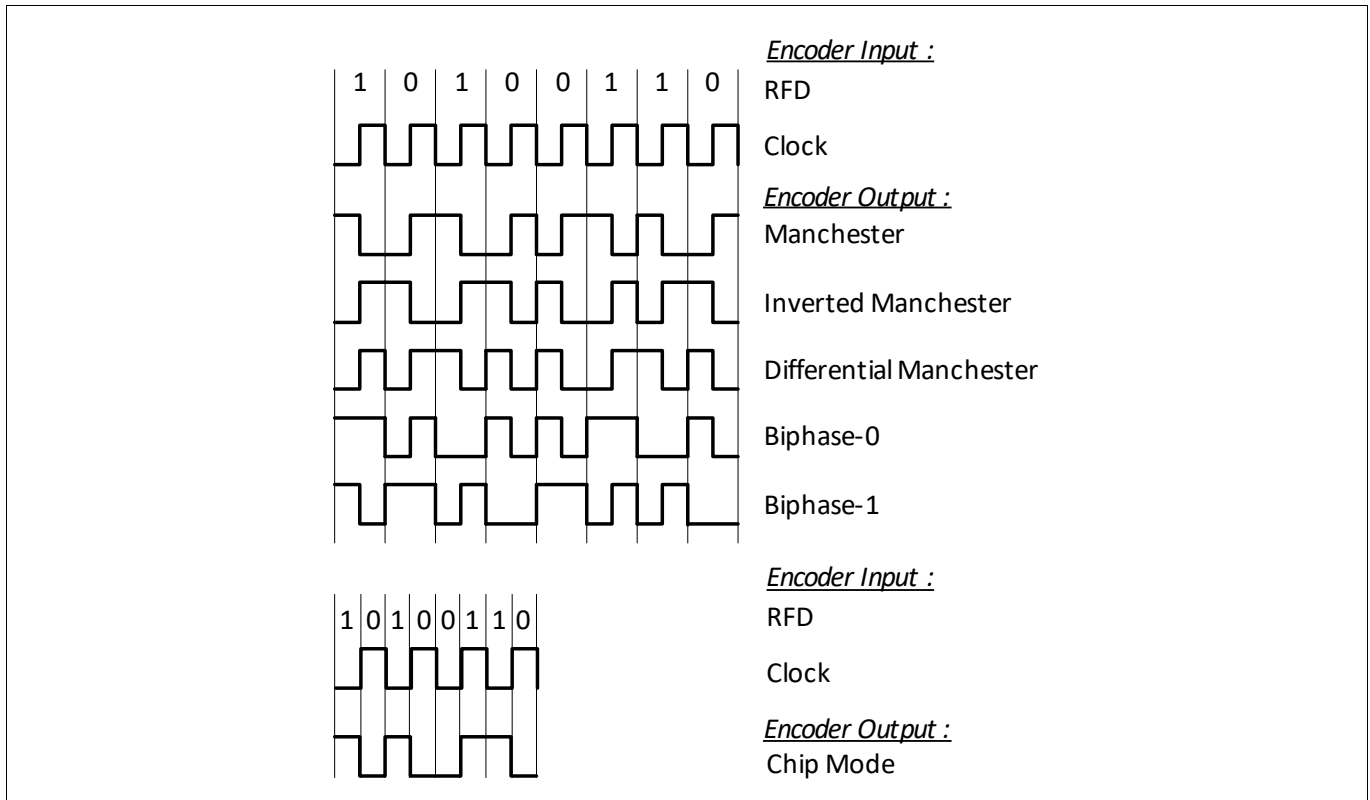 Encoder Input :
1 0 1 0 0 1 1 0
RFD
Clock
Encoder Output :
Manchester
Inverted Manchester
Differential Manchester
Biphase-0
Biphase-1
Encoder Input :
1 0 1 0 0 1 1 0
RFD
Clock
Encoder Output :
Chip Mode